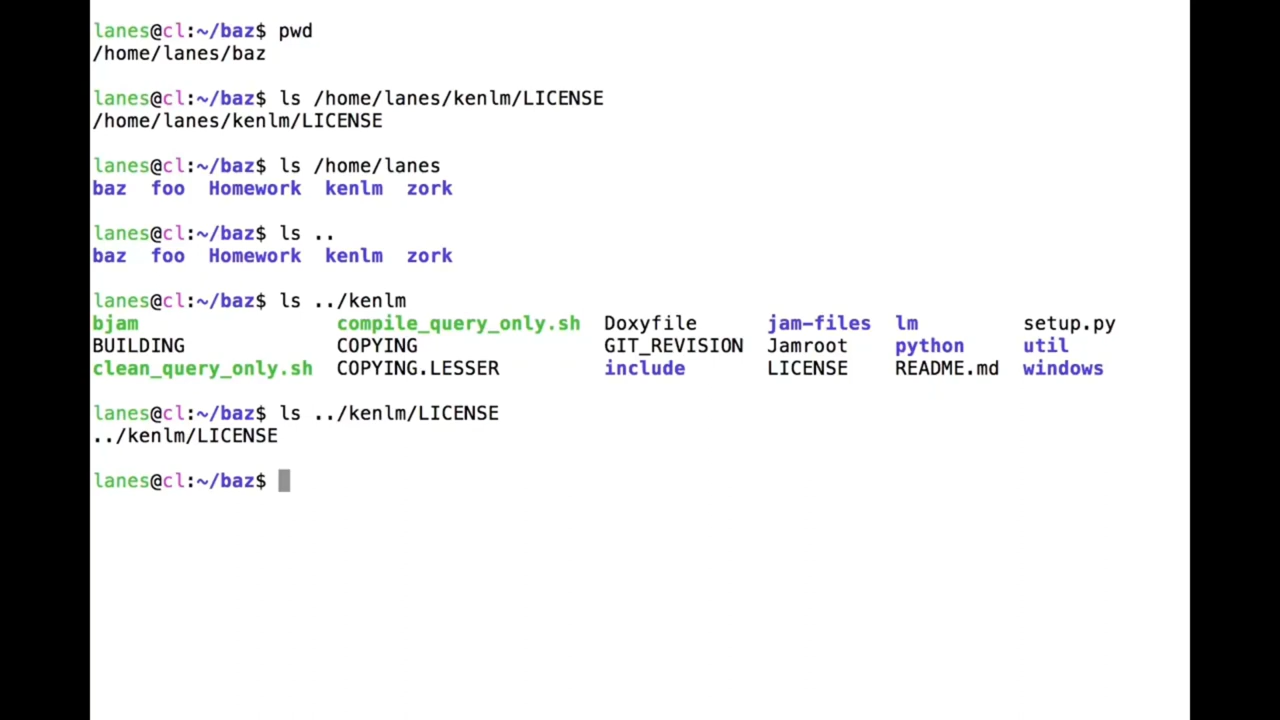 lanes@cl:~/baz$ pwd
/home/lanes/baz
lanes@cl:~/baz$ ls /home/lanes/kenlm/LICENSE
/home/lanes/kenlm/LICENSE
lanes@cl:~/baz$ ls /home/lanes
baz  foo  Homework  kenlm  zork
lanes@cl:~/baz$ ls ..
baz  foo  Homework  kenlm  zork
lanes@cl:~/baz$ ls ../kenlm
bjam                 compile_query_only.sh  Doxyfile      jam-files  lm         setup.py
BUILDING             COPYING                GIT_REVISION  Jamroot    python     util
clean_query_only.sh  COPYING.LESSER         include       LICENSE    README.md  windows
lanes@cl:~/baz$ ls ../kenlm/LICENSE
../kenlm/LICENSE
lanes@cl:~/baz$